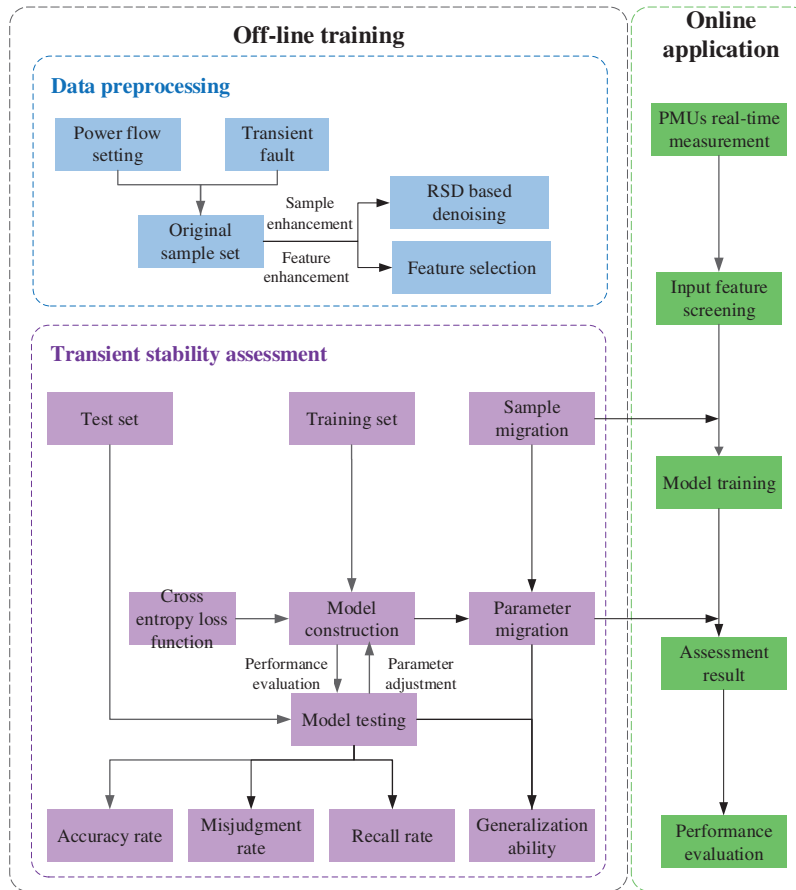 Off-line training
Data preprocessing
Power flow
setting
Transient
fault
Original
sample set
Sample
enhancement
Feature
enhancement
RSD based
denoising
Feature selection
Transient stability assessment
Test set
Training set
Sample
migration
Cross
entropy loss
function
Model
construction
Parameter
migration
Performance
evaluation
Parameter
adjustment
Model testing
Accuracy rate
Misjudgment
rate
Recall rate
Generalization
ability
Online
application
PMUs real-time
measurement
Input feature
screening
Model training
Assessment
result
Performance
evaluation